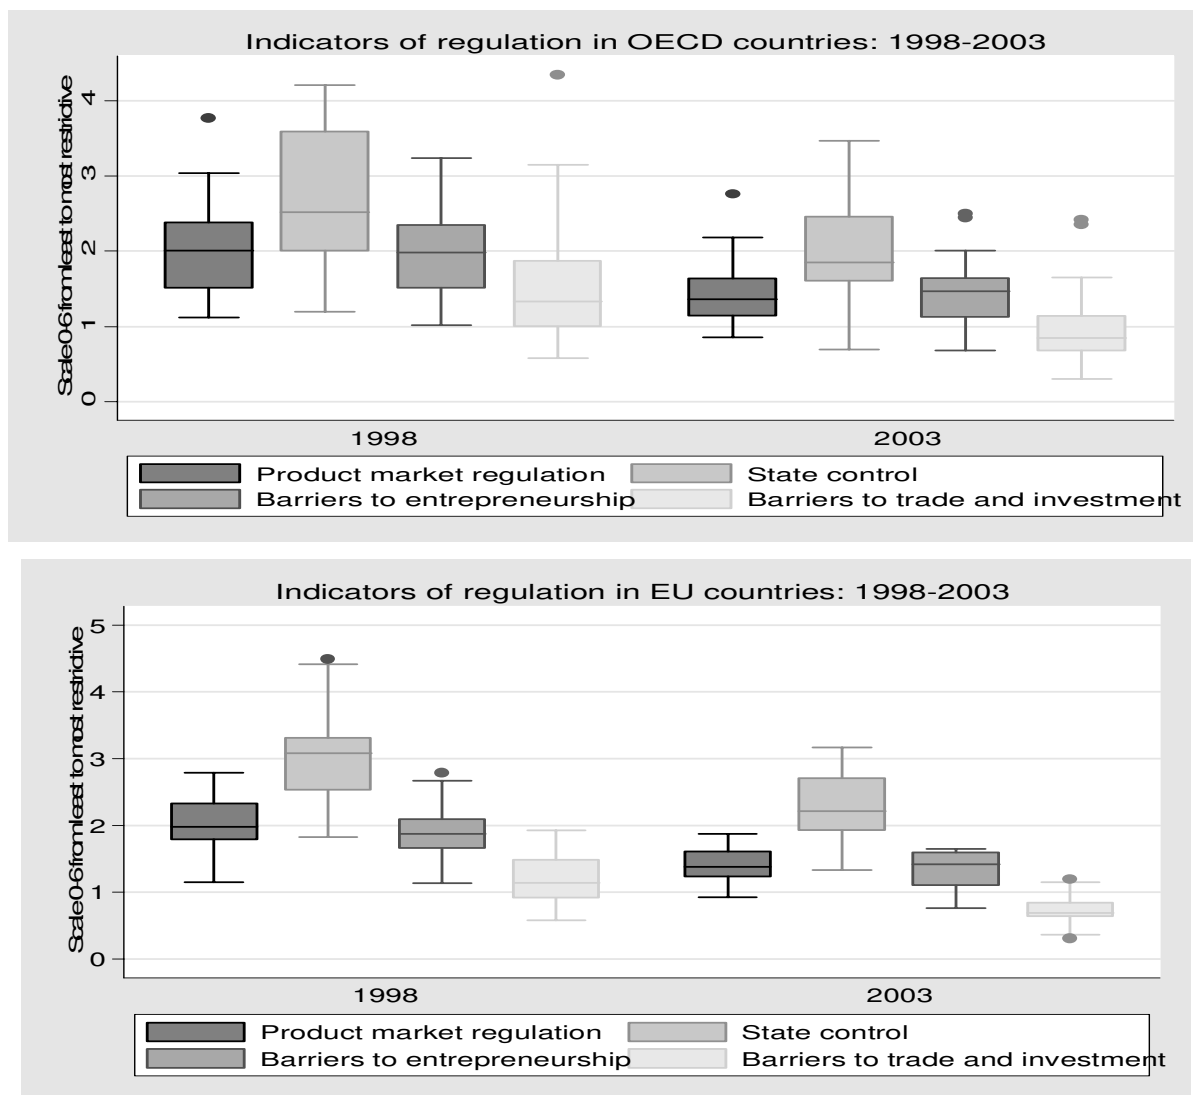 Indicators of regulation in OECD countries: 1998-2003
Scale 0-6 from least to most restrictive
4
3
2
1
0
1998 2003
Product market regulation State control
Barriers to entrepreneurship Barriers to trade and investment
Indicators of regulation in EU countries: 1998-2003
Scale 0-6 from least to most restrictive
5
4
3
2
1
0
1998 2003
Product market regulation State control
Barriers to entrepreneurship Barriers to trade and investment